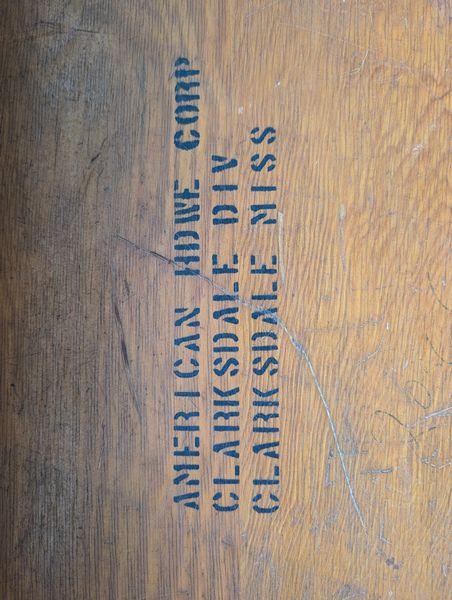 AMERICAN HDWE CORP
CLARKSDALE DIV
CLARKSDALE MISS